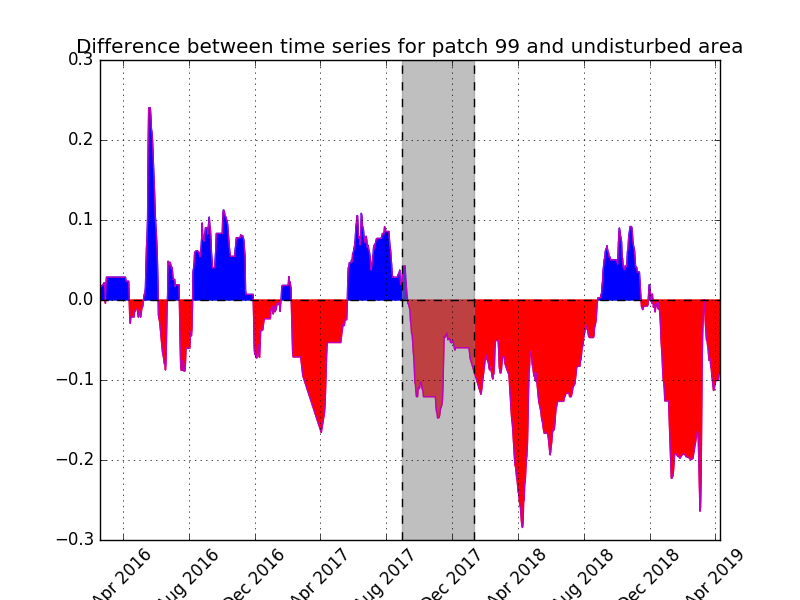 Difference between time series for patch 99 and undisturbed area
0.3
0.2
0.1
0.0
−0.1
−0.2
−0.3
Apr 2016
Aug 2016
Dec 2016
Apr 2017
Aug 2017
Dec 2017
Apr 2018
Aug 2018
Dec 2018
Apr 2019